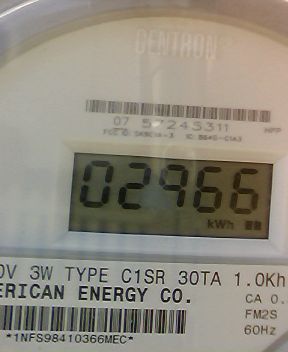 CENTRON
07 57245311
02966
kWh
0V 3W TYPE C1SR 30TA 1.0Kh
ERICAN ENERGY CO.
CA 0.
FM2S
60Hz
*1NFS98410366MEC*